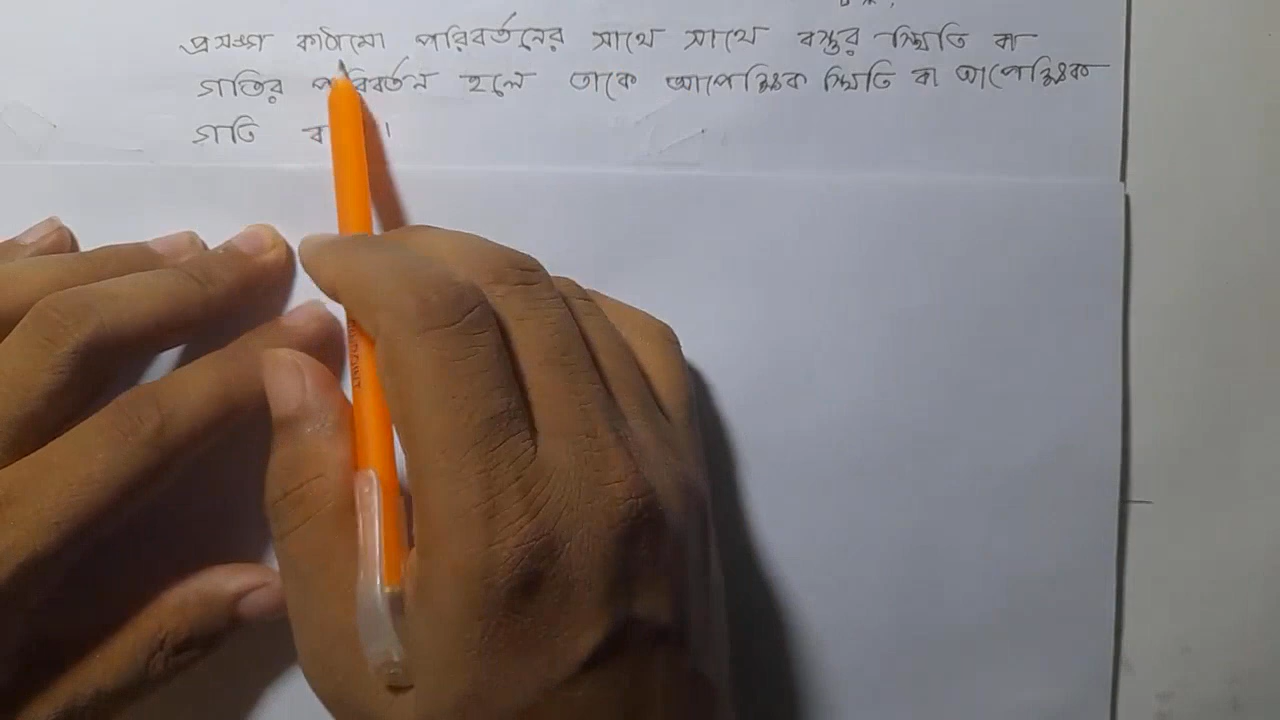 প্রসঙ্গ কাঠামো পরিবর্তনের সাথে সাথে বস্তুর স্থিতি বা
গতির পরিবর্তন হলে তাকে আপেক্ষিক স্থিতি বা আপেক্ষিক
গতি ।